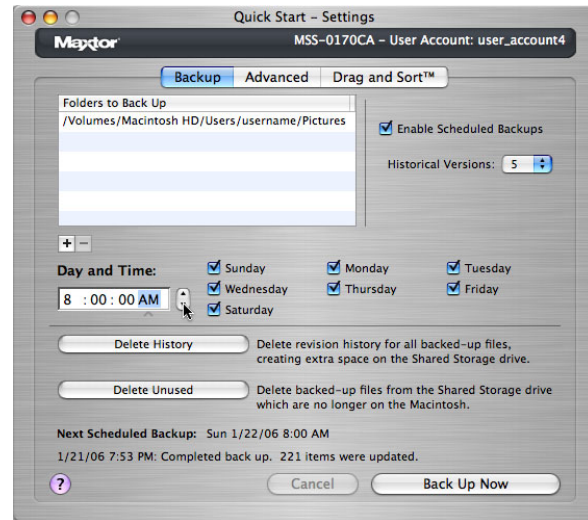 Quick Start – Settings
Maxtor
MSS-0170CA – User Account: user_account4
Backup
Advanced
Drag and Sort™
Folders to Back Up
/Volumes/Macintosh HD/Users/username/Pictures
Enable Scheduled Backups
Historical Versions: 5
+ −
Day and Time:
8 : 00 : 00 AM
Sunday
Monday
Tuesday
Wednesday
Thursday
Friday
Saturday
Delete History
Delete revision history for all backed-up files,
creating extra space on the Shared Storage drive.
Delete Unused
Delete backed-up files from the Shared Storage drive
which are no longer on the Macintosh.
Next Scheduled Backup: Sun 1/22/06 8:00 AM
1/21/06 7:53 PM: Completed back up. 221 items were updated.
?
Cancel
Back Up Now